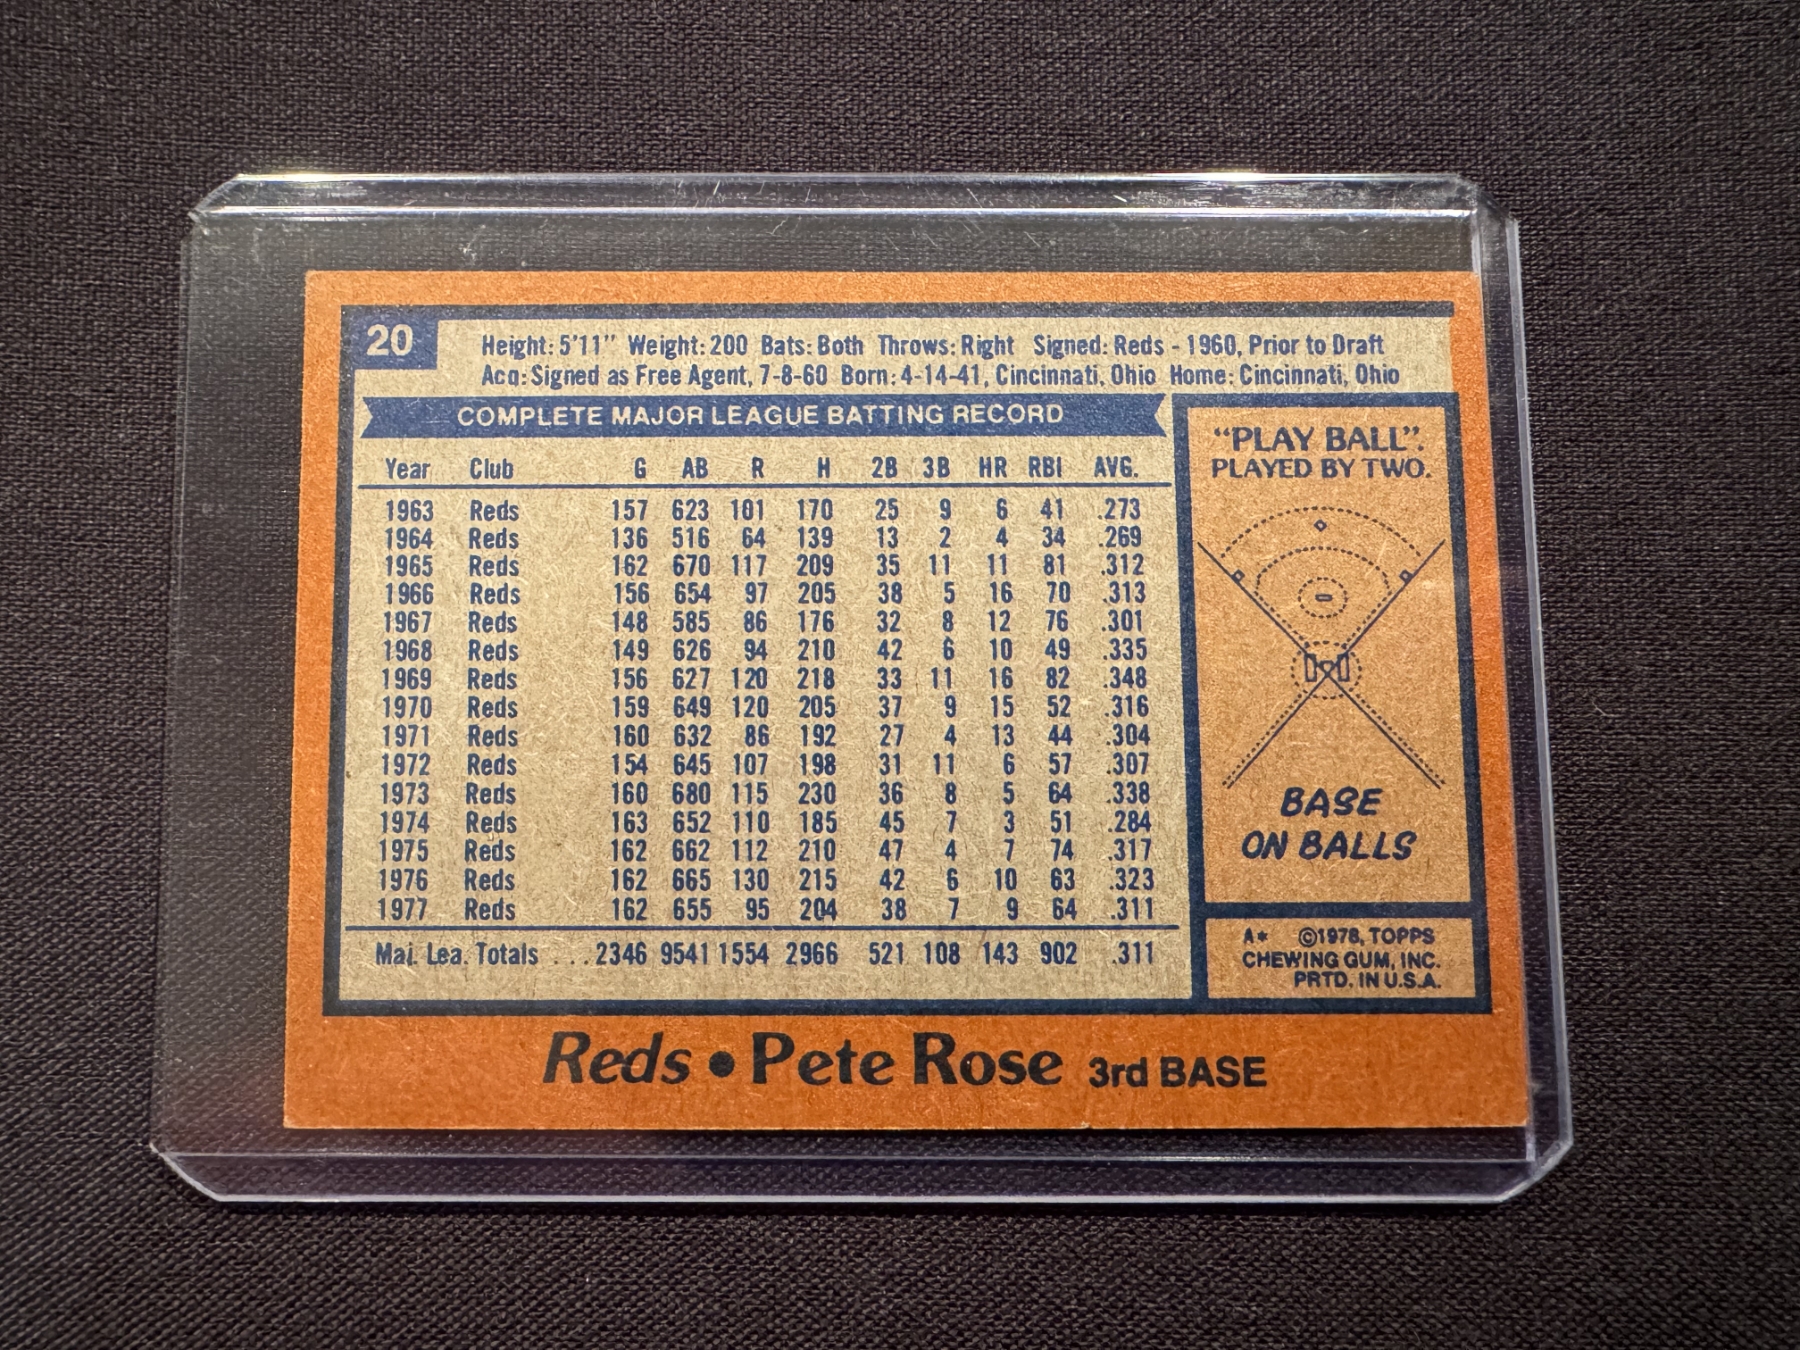 20
Height: 5'11" Weight: 200 Bats: Both Throws: Right Signed: Reds - 1960, Prior to Draft
Acq: Signed as Free Agent, 7-8-60 Born: 4-14-41, Cincinnati, Ohio Home: Cincinnati, Ohio
COMPLETE MAJOR LEAGUE BATTING RECORD
Year Club G AB R H 2B 3B HR RBI AVG.
1963 Reds 157 623 101 170 25 9 6 41 .273
1964 Reds 136 516 64 139 13 2 4 34 .269
1965 Reds 162 670 117 209 35 11 11 81 .312
1966 Reds 156 654 97 205 38 5 16 70 .313
1967 Reds 148 585 86 176 32 8 12 76 .301
1968 Reds 149 626 94 210 42 6 10 49 .335
1969 Reds 156 627 120 218 33 11 16 82 .348
1970 Reds 159 649 120 205 37 9 15 52 .316
1971 Reds 160 632 86 192 27 4 13 44 .304
1972 Reds 154 645 107 198 31 11 6 57 .307
1973 Reds 160 680 115 230 36 8 5 64 .338
1974 Reds 163 652 110 185 45 7 3 51 .284
1975 Reds 162 662 112 210 47 4 7 74 .317
1976 Reds 162 665 130 215 42 6 10 63 .323
1977 Reds 162 655 95 204 38 7 9 64 .311
Maj. Lea. Totals ...2346 9541 1554 2966 521 108 143 902 .311
"PLAY BALL".
PLAYED BY TWO.
BASE
ON BALLS
A* ©1978, TOPPS
CHEWING GUM, INC.
PRTD. IN U.S.A.
Reds • Pete Rose 3rd BASE